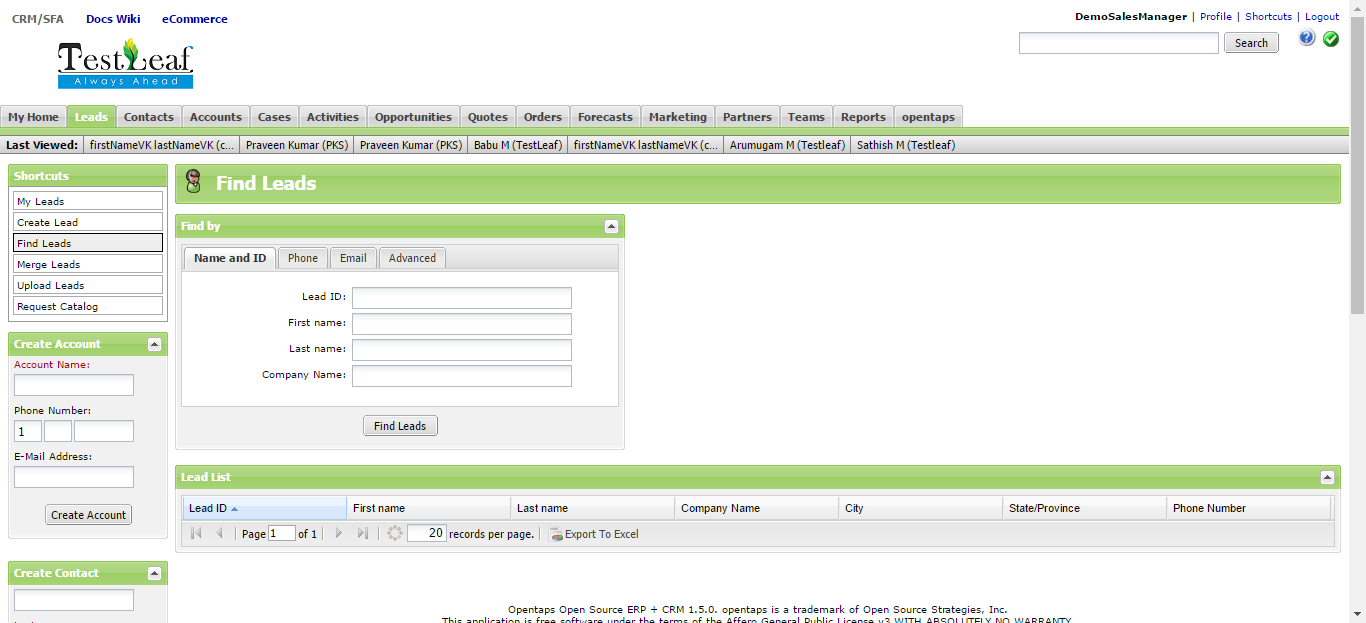 CRM/SFA Docs Wiki eCommerce
DemoSalesManager | Profile | Shortcuts | Logout
Search
TestLeaf
Always Ahead
My Home Leads Contacts Accounts Cases Activities Opportunities Quotes Orders Forecasts Marketing Partners Teams Reports opentaps
Last Viewed: firstNameVK lastNameVK (c... Praveen Kumar (PKS) Praveen Kumar (PKS) Babu M (TestLeaf) firstNameVK lastNameVK (c... Arumugam M (Testleaf) Sathish M (Testleaf)
Shortcuts
My Leads
Create Lead
Find Leads
Merge Leads
Upload Leads
Request Catalog
Create Account
Account Name:
Phone Number:
1
E-Mail Address:
Create Account
Create Contact
Find Leads
Find by
Name and ID Phone Email Advanced
Lead ID:
First name:
Last name:
Company Name:
Find Leads
Lead List
Lead ID First name Last name Company Name City State/Province Phone Number
Page 1 of 1 20 records per page. Export To Excel
Opentaps Open Source ERP + CRM 1.5.0. opentaps is a trademark of Open Source Strategies, Inc.
This application is free software under the terms of the Affero General Public License v3 WITH ABSOLUTELY NO WARRANTY